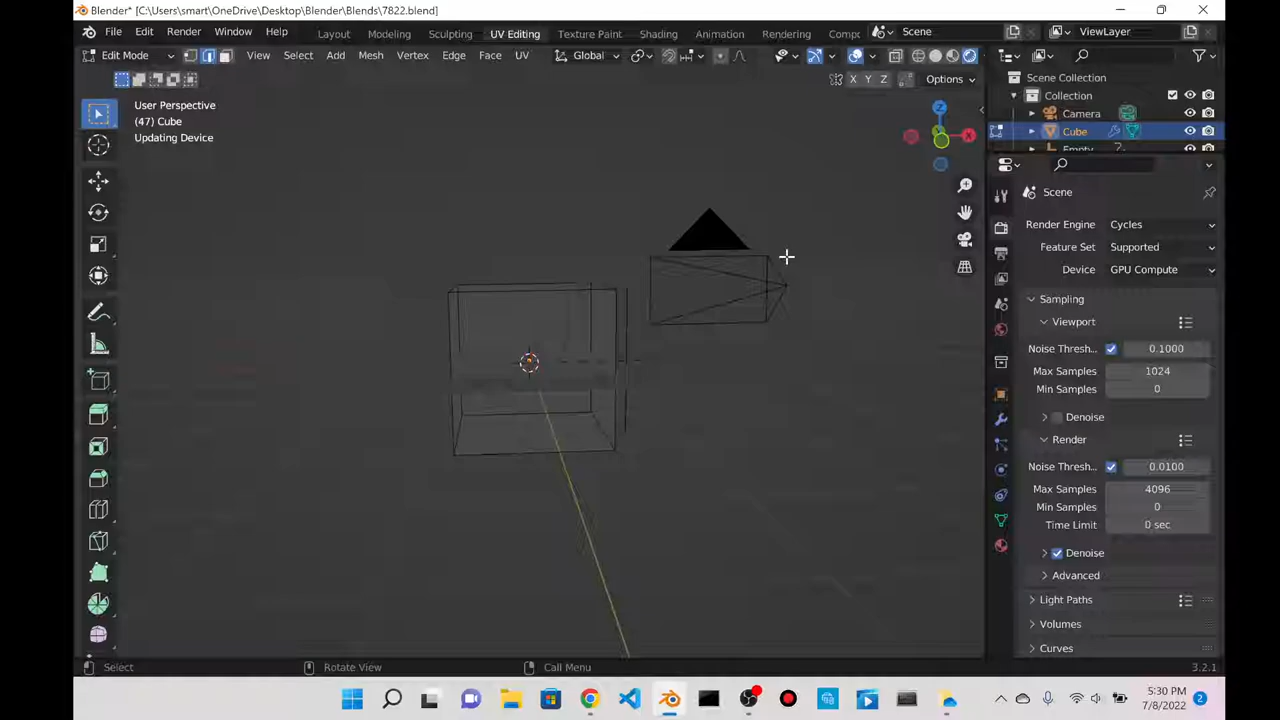 Blender* [C:\Users\smart\OneDrive\Desktop\Blender\Blends\7822.blend]
File Edit Render Window Help Layout Modeling Sculpting UV Editing Texture Paint Shading Animation Rendering Comp Scene ViewLayer
Edit Mode View Select Add Mesh Vertex Edge Face UV Global
X Y Z Options
User Perspective
(47) Cube
Updating Device
Z
X
Scene Collection
Collection
Camera
Cube
Empty
Scene
Render Engine Cycles
Feature Set Supported
Device GPU Compute
Sampling
Viewport
Noise Thresh.. 0.1000
Max Samples 1024
Min Samples 0
Denoise
Render
Noise Thresh.. 0.0100
Max Samples 4096
Min Samples 0
Time Limit 0 sec
Denoise
Advanced
Light Paths
Volumes
Curves
Select Rotate View Call Menu 3.2.1
5:30 PM
7/8/2022
2